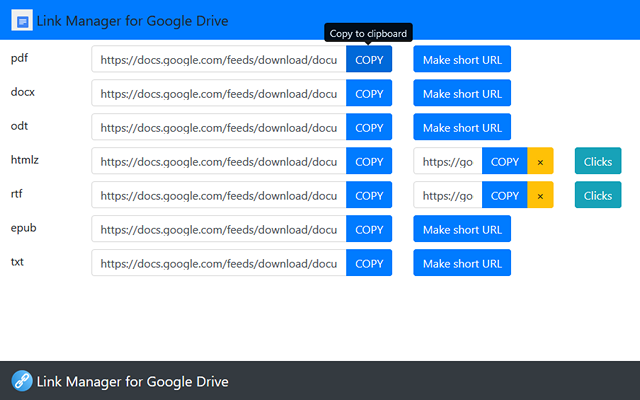 Link Manager for Google Drive
Copy to clipboard
pdf https://docs.google.com/feeds/download/docu COPY Make short URL
docx https://docs.google.com/feeds/download/docu COPY Make short URL
odt https://docs.google.com/feeds/download/docu COPY Make short URL
htmlz https://docs.google.com/feeds/download/docu COPY https://go COPY × Clicks
rtf https://docs.google.com/feeds/download/docu COPY https://go COPY × Clicks
epub https://docs.google.com/feeds/download/docu COPY Make short URL
txt https://docs.google.com/feeds/download/docu COPY Make short URL
Link Manager for Google Drive